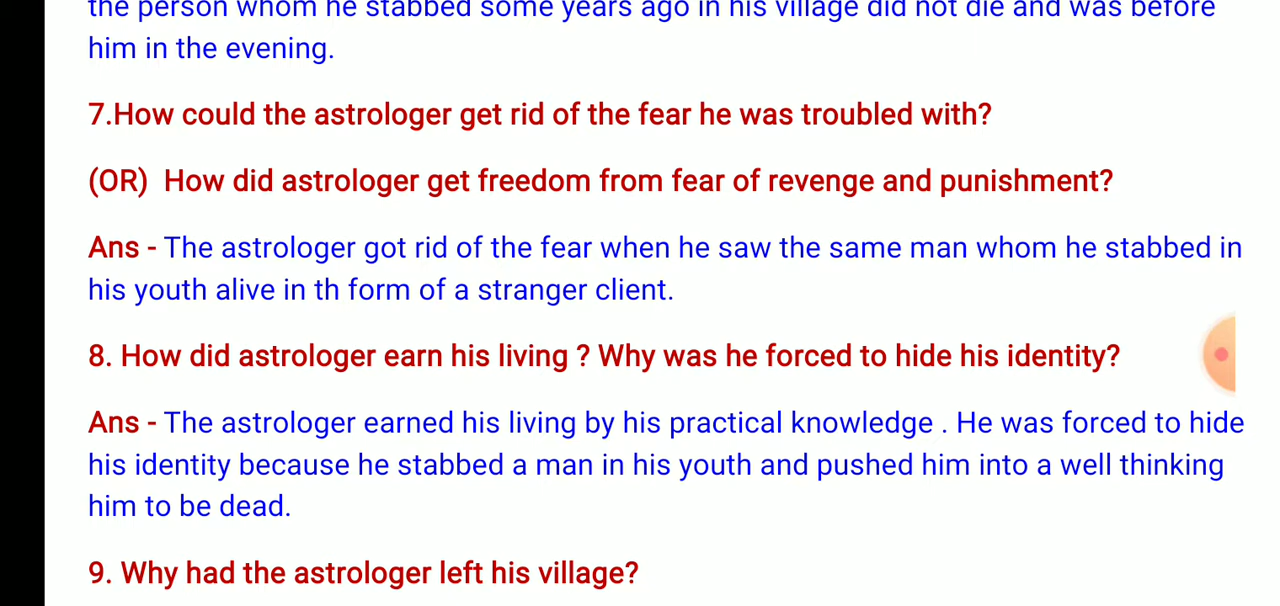 the person whom he stabbed some years ago in his village did not die and was before
him in the evening.
7.How could the astrologer get rid of the fear he was troubled with?
(OR) How did astrologer get freedom from fear of revenge and punishment?
Ans - The astrologer got rid of the fear when he saw the same man whom he stabbed in
his youth alive in th form of a stranger client.
8. How did astrologer earn his living ? Why was he forced to hide his identity?
Ans - The astrologer earned his living by his practical knowledge . He was forced to hide
his identity because he stabbed a man in his youth and pushed him into a well thinking
him to be dead.
9. Why had the astrologer left his village?